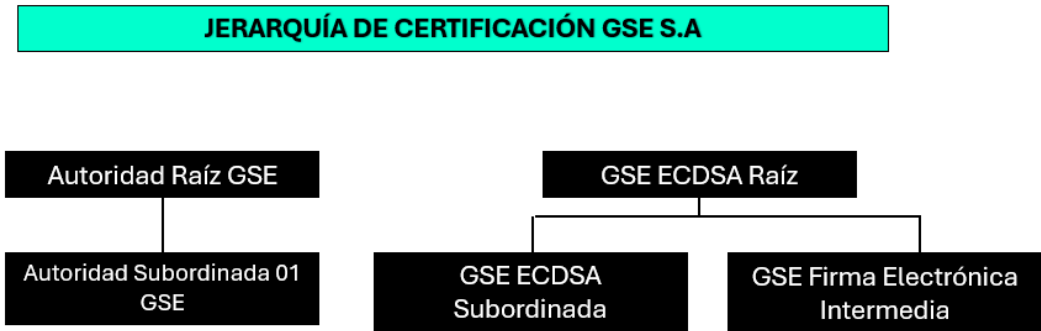 JERARQUÍA DE CERTIFICACIÓN GSE S.A
Autoridad Raíz GSE
GSE ECDSA Raíz
Autoridad Subordinada 01
GSE
GSE ECDSA
Subordinada
GSE Firma Electrónica
Intermedia